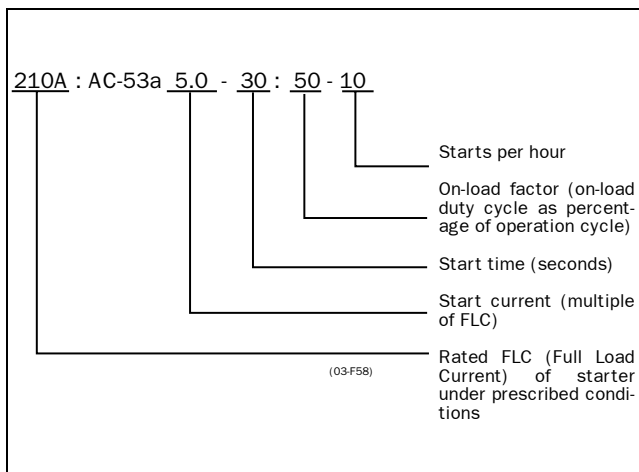 210A : AC-53a 5.0 - 30 : 50 - 10
Starts per hour
On-load factor (on-load
duty cycle as percent-
age of operation cycle)
Start time (seconds)
Start current (multiple
of FLC)
Rated FLC (Full Load
Current) of starter
under prescribed condi-
tions
(03-F58)